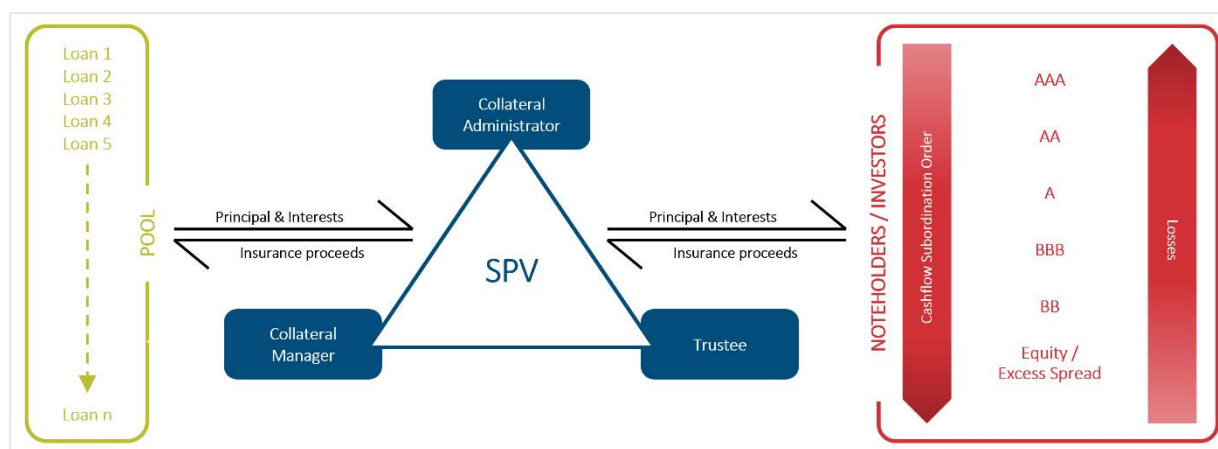 Loan 1
Loan 2
Loan 3
Loan 4
Loan 5
Loan n
POOL
Principal & Interests
Insurance proceeds
Collateral
Administrator
SPV
Collateral
Manager
Trustee
Principal & Interests
Insurance proceeds
NOTEHOLDERS / INVESTORS
Cashflow Subordination Order
AAA
AA
A
BBB
BB
Equity /
Excess Spread
Losses